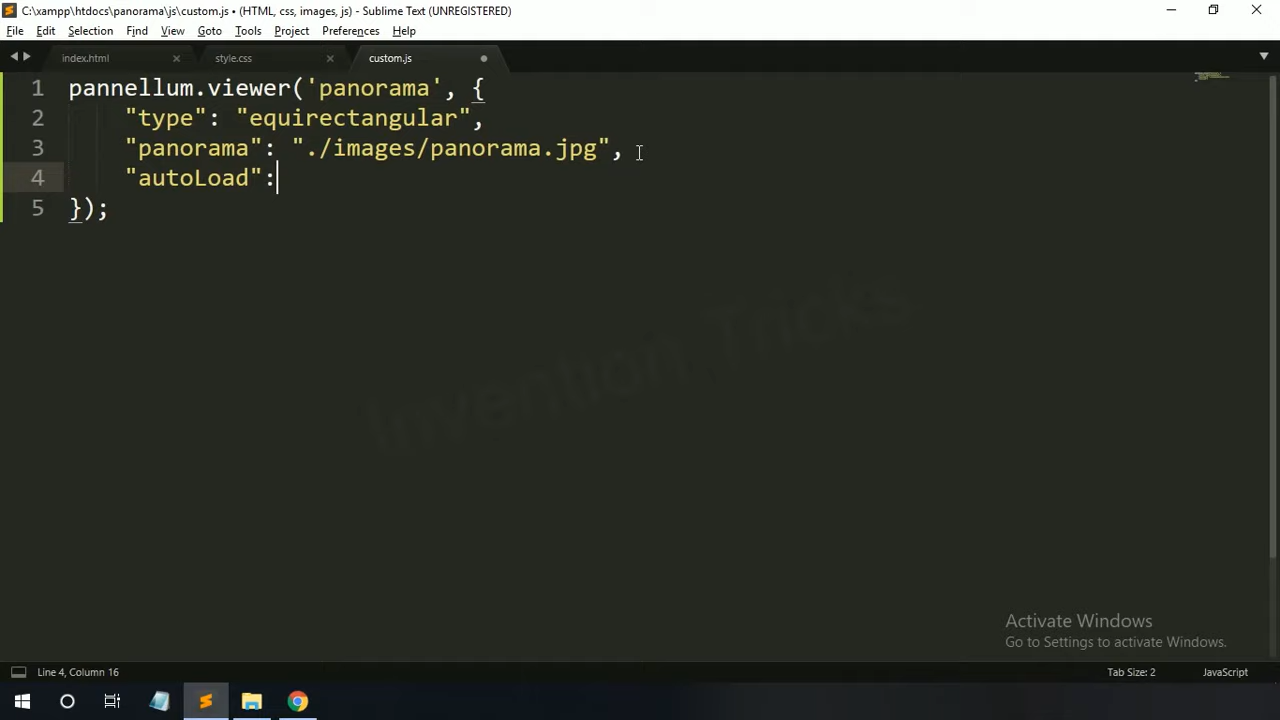 C:\xampp\htdocs\panorama\js\custom.js • (HTML, css, images, js) - Sublime Text (UNREGISTERED)
File Edit Selection Find View Goto Tools Project Preferences Help
index.html style.css custom.js
1 pannellum.viewer('panorama', {
2 "type": "equirectangular",
3 "panorama": "./images/panorama.jpg",
4 "autoLoad":
5 });
Invention Tricks
Activate Windows
Go to Settings to activate Windows.
Line 4, Column 16 Tab Size: 2 JavaScript